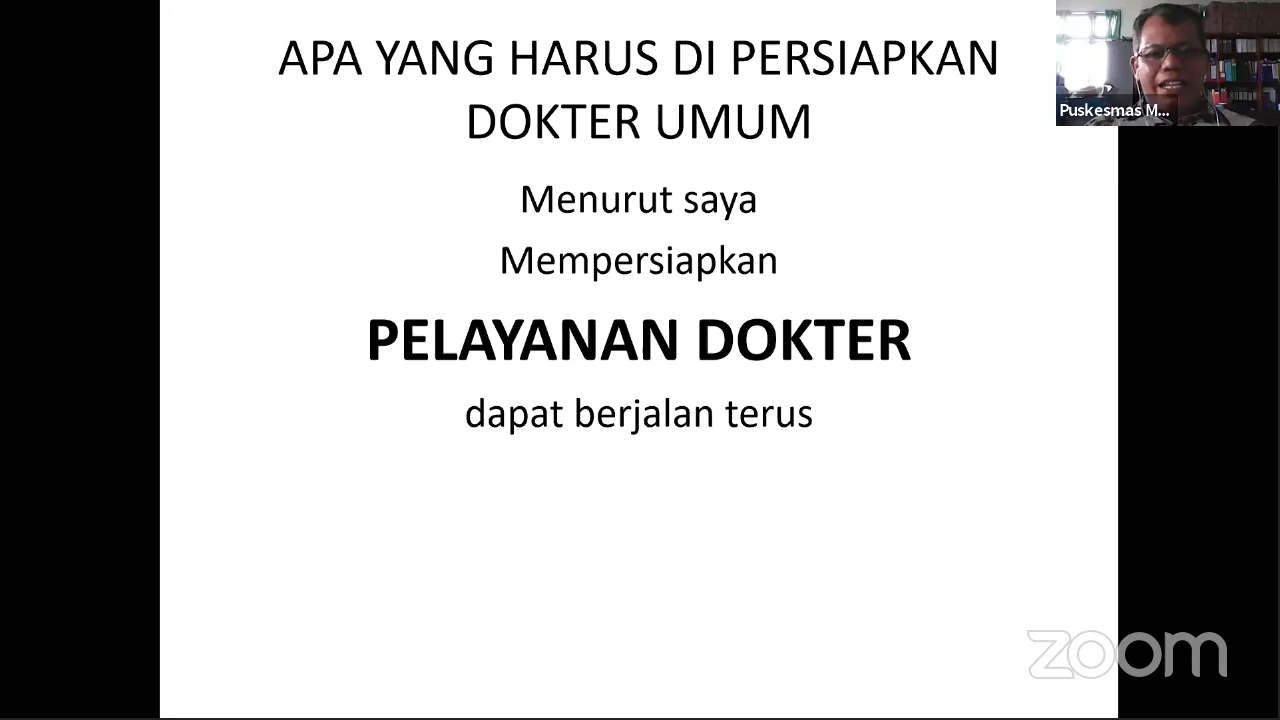 APA YANG HARUS DI PERSIAPKAN
DOKTER UMUM
Menurut saya
Mempersiapkan
PELAYANAN DOKTER
dapat berjalan terus
Puskesmas M...
zoom